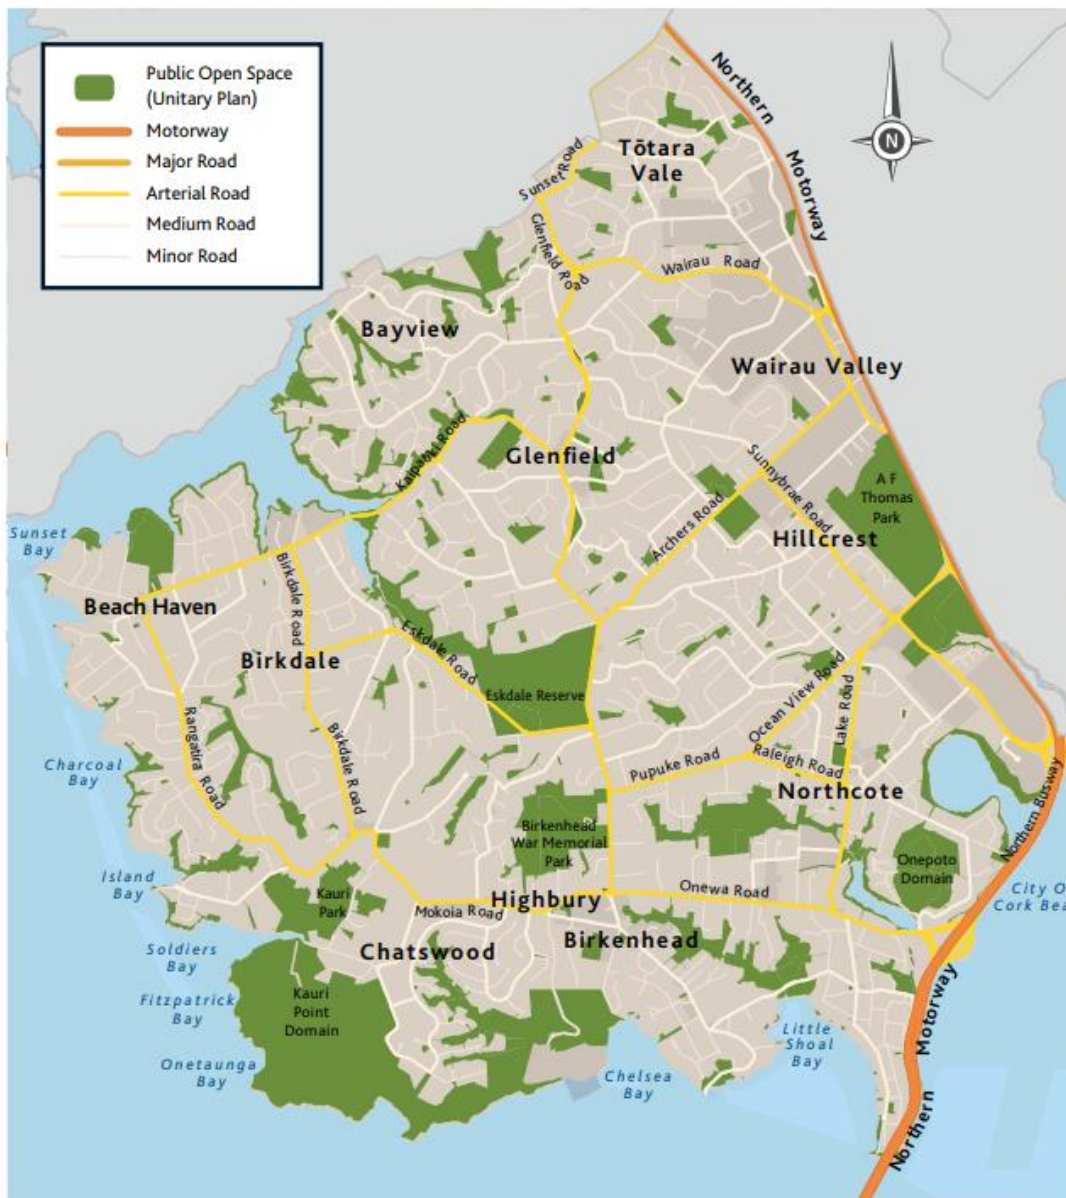 Public Open Space
(Unitary Plan)
Motorway
Major Road
Arterial Road
Medium Road
Minor Road
N
Northern
Motorway
Tōtara
Vale
Sunset Road
Glenfield Road
Wairau Road
Bayview
Wairau Valley
Kaipatiki Road
Glenfield
Sunnybrae Road
A F
Thomas
Park
Archers Road
Hillcrest
Sunset
Bay
Birkdale Road
Beach Haven
Eskdale Road
Birkdale
Eskdale Reserve
Ocean View Road
Lake Road
Rangatira Road
Birkdale Road
Charcoal
Bay
Pupuke Road
Raleigh Road
Northcote
Northern Busway
Birkenhead
War Memorial
Park
Onepoto
Domain
Island
Bay
Kauri
Park
Highbury
Onewa Road
City O
Cork Bea
Mokoia Road
Birkenhead
Soldiers
Bay
Chatswood
Fitzpatrick
Bay
Kauri
Point
Domain
Motorway
Little
Shoal
Bay
Onetaunga
Bay
Chelsea
Bay
Northern